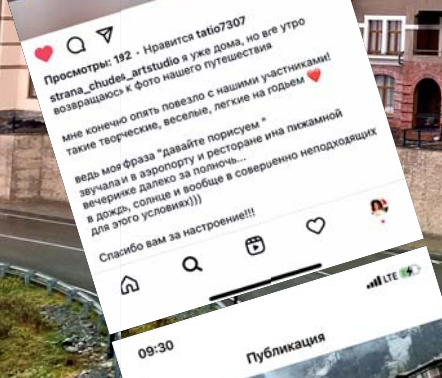 Просмотры: 192 · Нравится tatio7307
strana_chudes_artstudio я уже дома, но все утро
возвращаюсь к фото нашего путешествия
мне конечно опять повезло с нашими участниками!
такие творческие, веселые, легкие на подъем ❤️
ведь моя фраза "давайте порисуем "
звучала и в аэропорту и ресторане и на пижамной
вечеринке далеко за полночь...
в дождь, солнце и вообще в совершенно неподходящих
для этого условиях)))
Спасибо вам за настроение!!!
LTE
09:30
Публикация